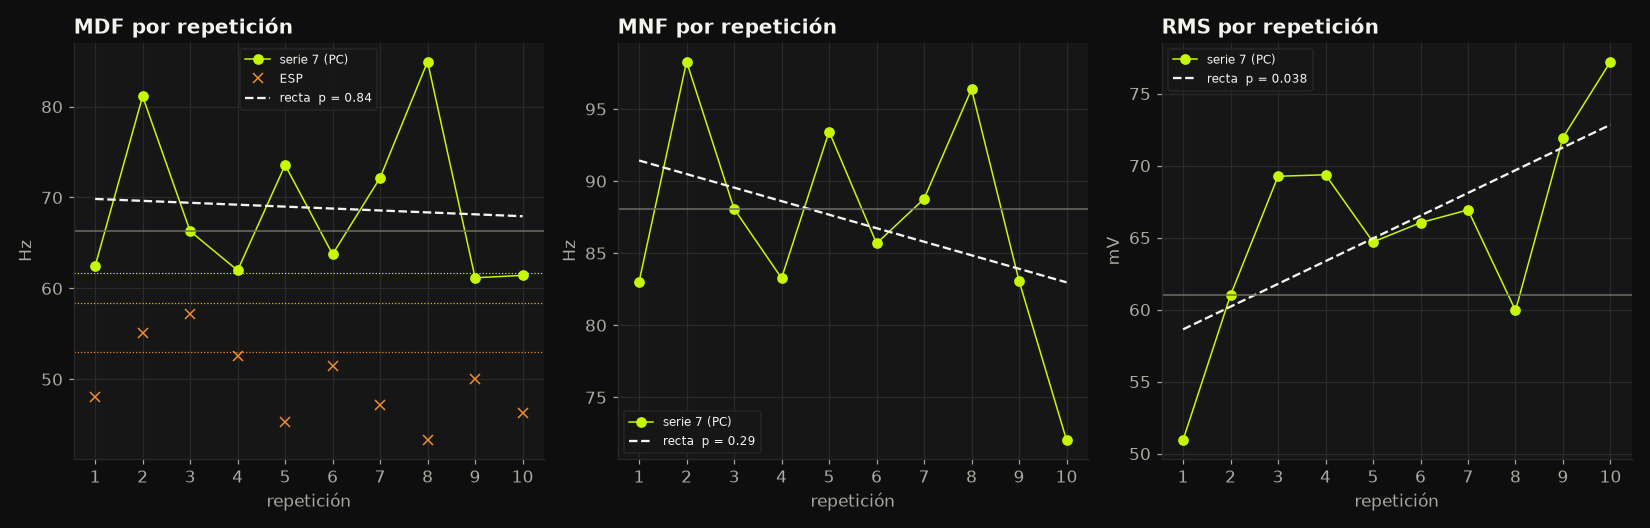 MDF por repetición
serie 7 (PC)
ESP
recta p = 0.84
80
70
60
50
Hz
1 2 3 4 5 6 7 8 9 10
repetición
MNF por repetición
95
90
85
80
75
Hz
serie 7 (PC)
recta p = 0.29
1 2 3 4 5 6 7 8 9 10
repetición
RMS por repetición
serie 7 (PC)
recta p = 0.038
75
70
65
60
55
50
mV
1 2 3 4 5 6 7 8 9 10
repetición